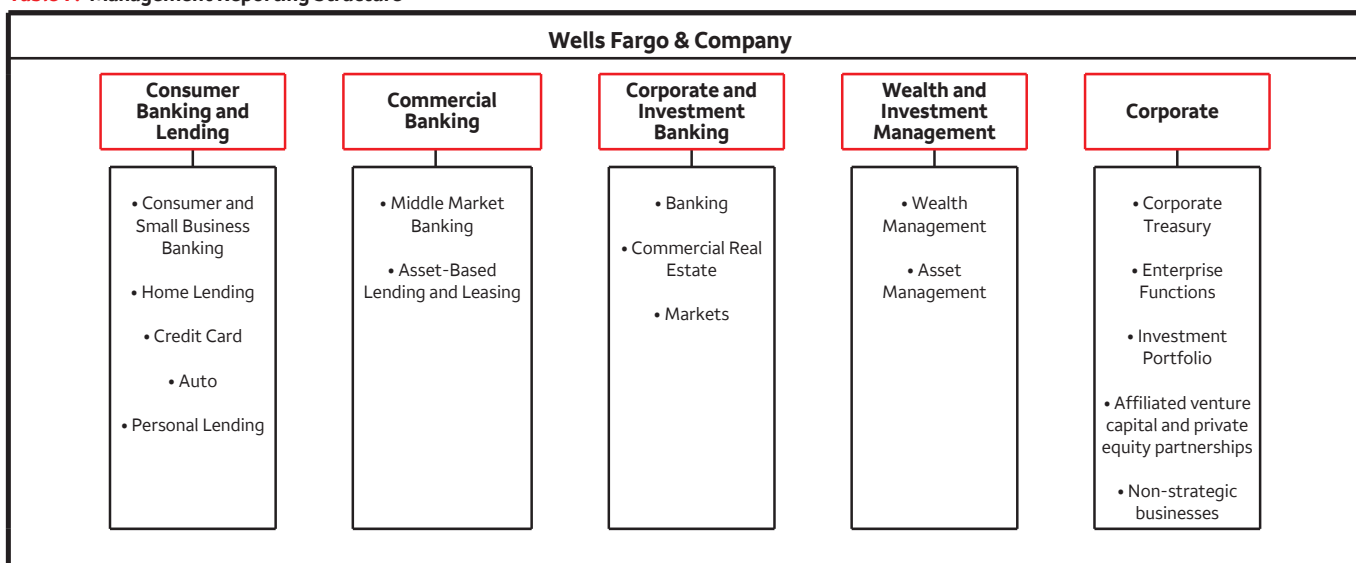 Management Reporting Structure
Wells Fargo & Company
Consumer
Banking and
Lending
• Consumer and
Small Business
Banking
• Home Lending
• Credit Card
• Auto
• Personal Lending
Commercial
Banking
• Middle Market
Banking
• Asset-Based
Lending and Leasing
Corporate and
Investment
Banking
• Banking
• Commercial Real
Estate
• Markets
Wealth and
Investment
Management
• Wealth
Management
• Asset
Management
Corporate
• Corporate
Treasury
• Enterprise
Functions
• Investment
Portfolio
• Affiliated venture
capital and private
equity partnerships
• Non-strategic
businesses